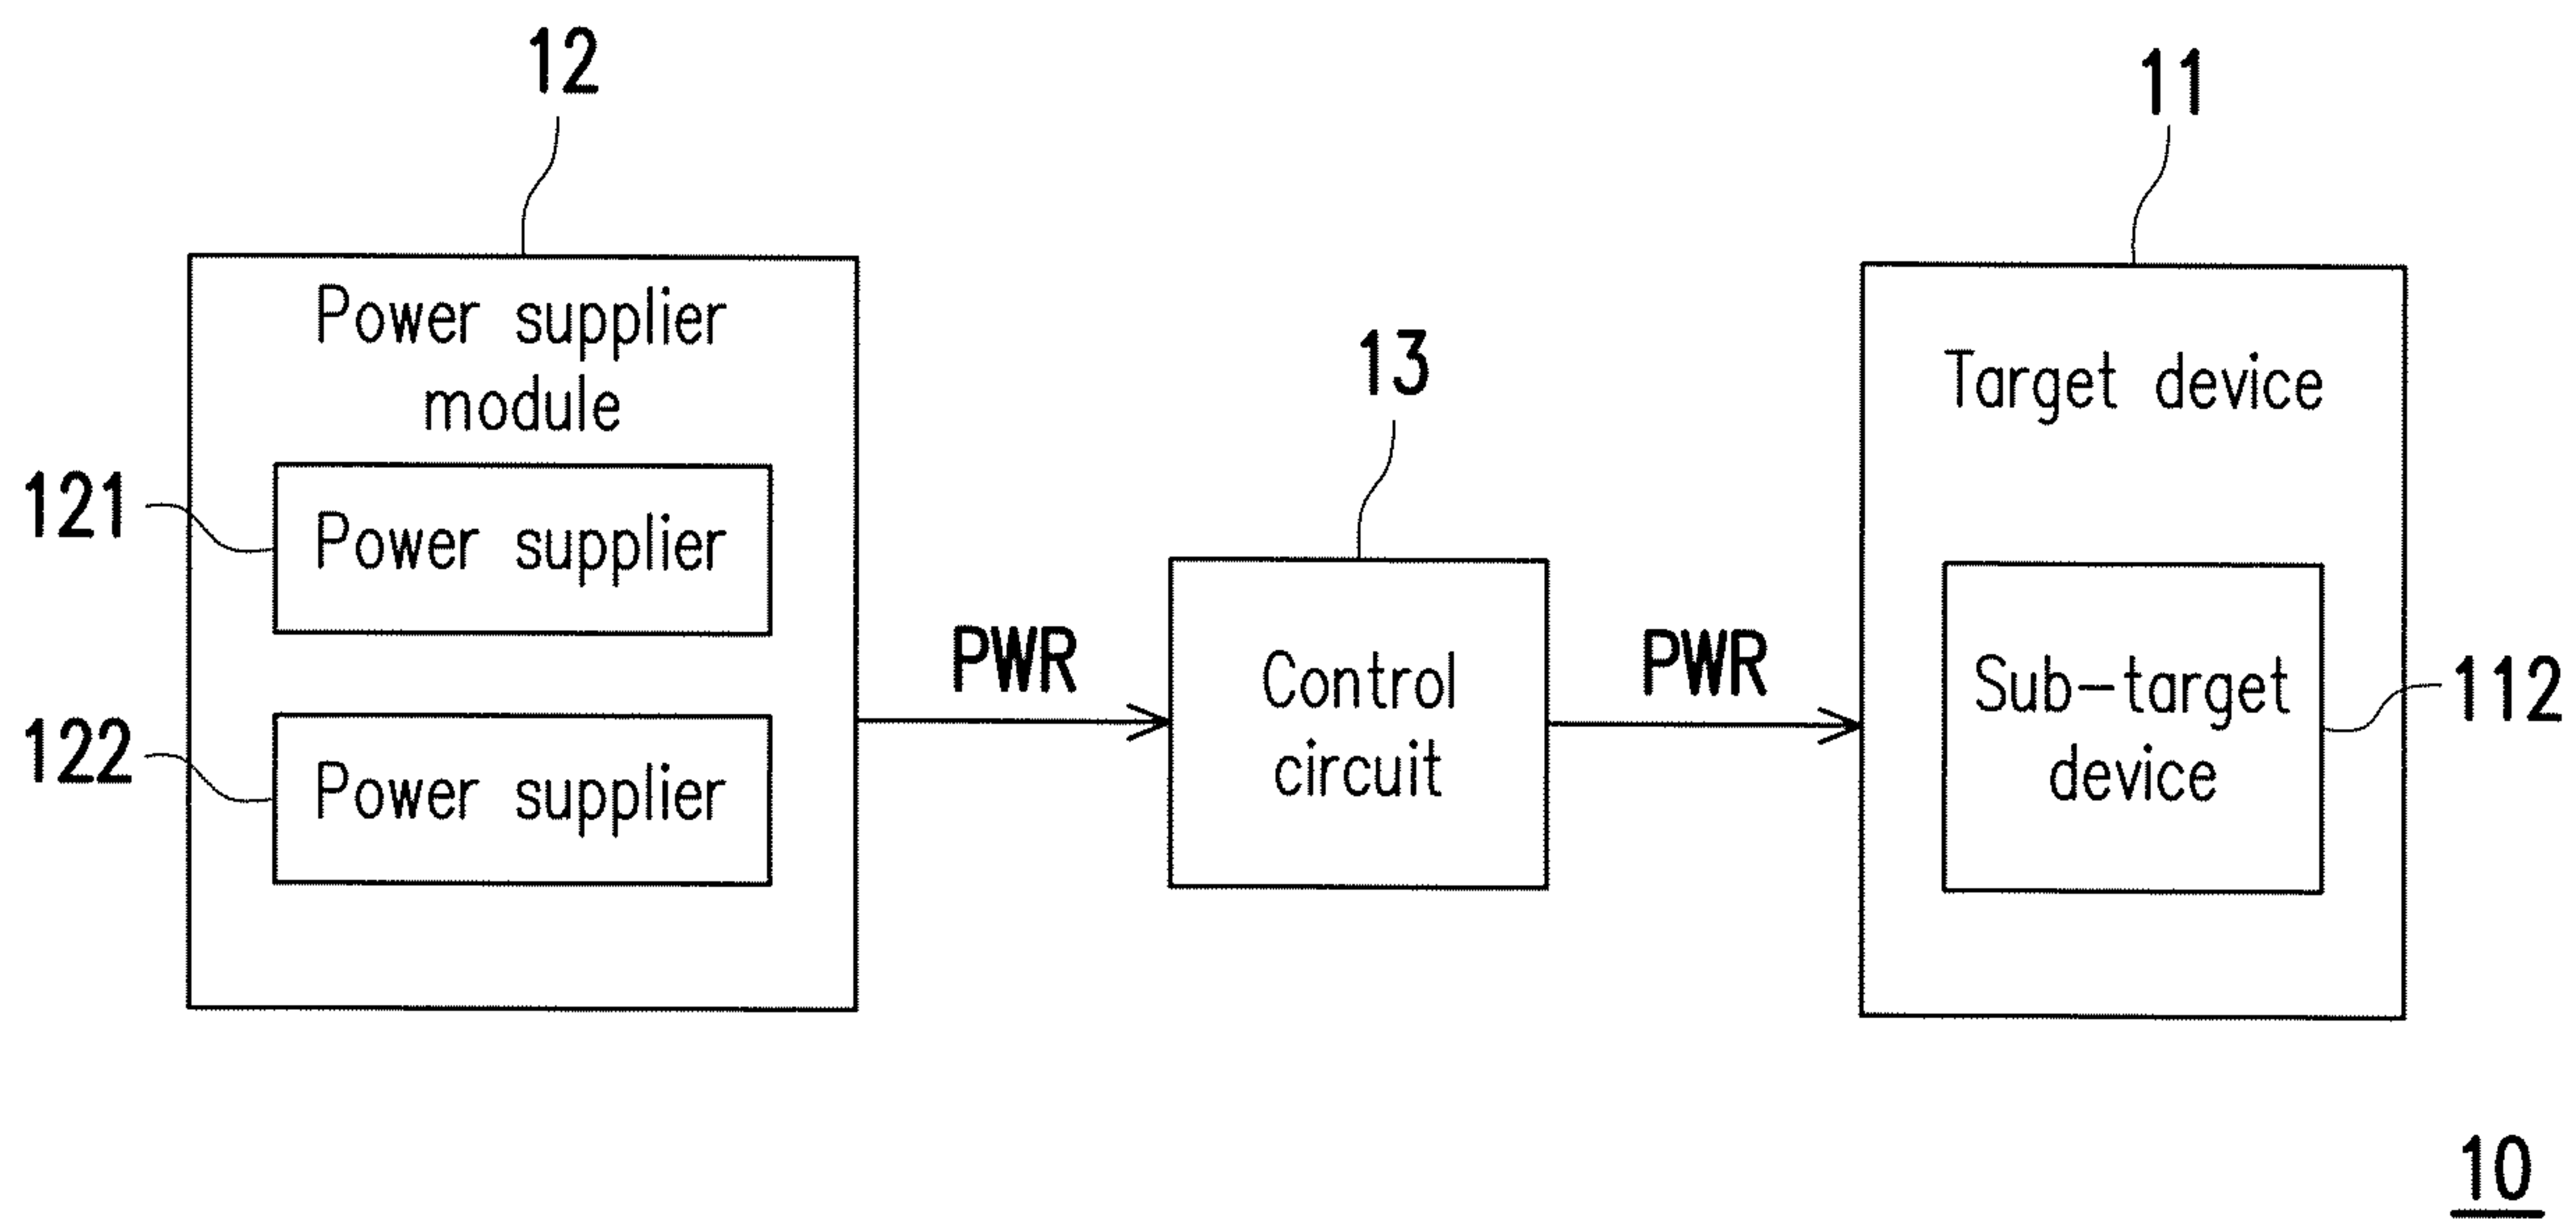 12
11
Power supplier
module
13
Target device
121
Power supplier
PWR
Control
circuit
PWR
Sub-target
device
112
122
Power supplier
10